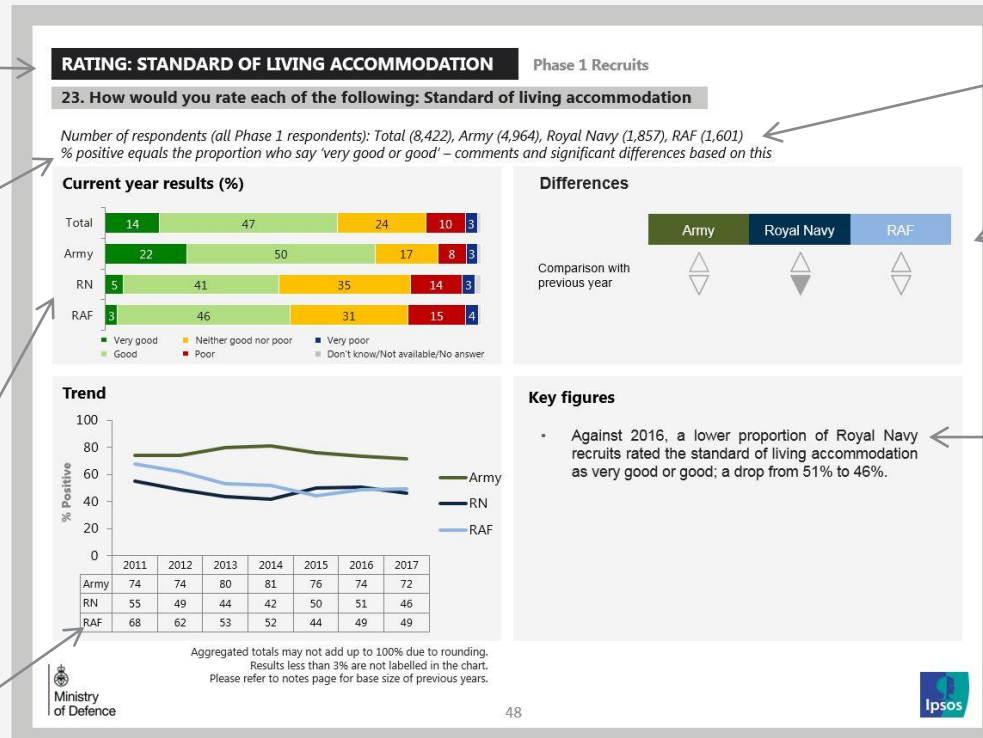 RATING: STANDARD OF LIVING ACCOMMODATION
Phase 1 Recruits
23. How would you rate each of the following: Standard of living accommodation
Number of respondents (all Phase 1 respondents): Total (8,422), Army (4,964), Royal Navy (1,857), RAF (1,601)
% positive equals the proportion who say 'very good or good' – comments and significant differences based on this
Current year results (%)
Total 14 47 24 10 3
Army 22 50 17 8 3
RN 5 41 35 14 3
RAF 3 46 31 15 4
Very good Neither good nor poor Very poor
Good Poor Don't know/Not available/No answer
Differences
Army Royal Navy RAF
Comparison with
previous year
Trend
100
80
60
40
20
0
% Positive
Army
RN
RAF
2011 2012 2013 2014 2015 2016 2017
Army 74 74 80 81 76 74 72
RN 55 49 44 42 50 51 46
RAF 68 62 53 52 44 49 49
Key figures
Against 2016, a lower proportion of Royal Navy
recruits rated the standard of living accommodation
as very good or good; a drop from 51% to 46%.
Aggregated totals may not add up to 100% due to rounding.
Results less than 3% are not labelled in the chart.
Please refer to notes page for base size of previous years.
Ministry
of Defence
48
Ipsos